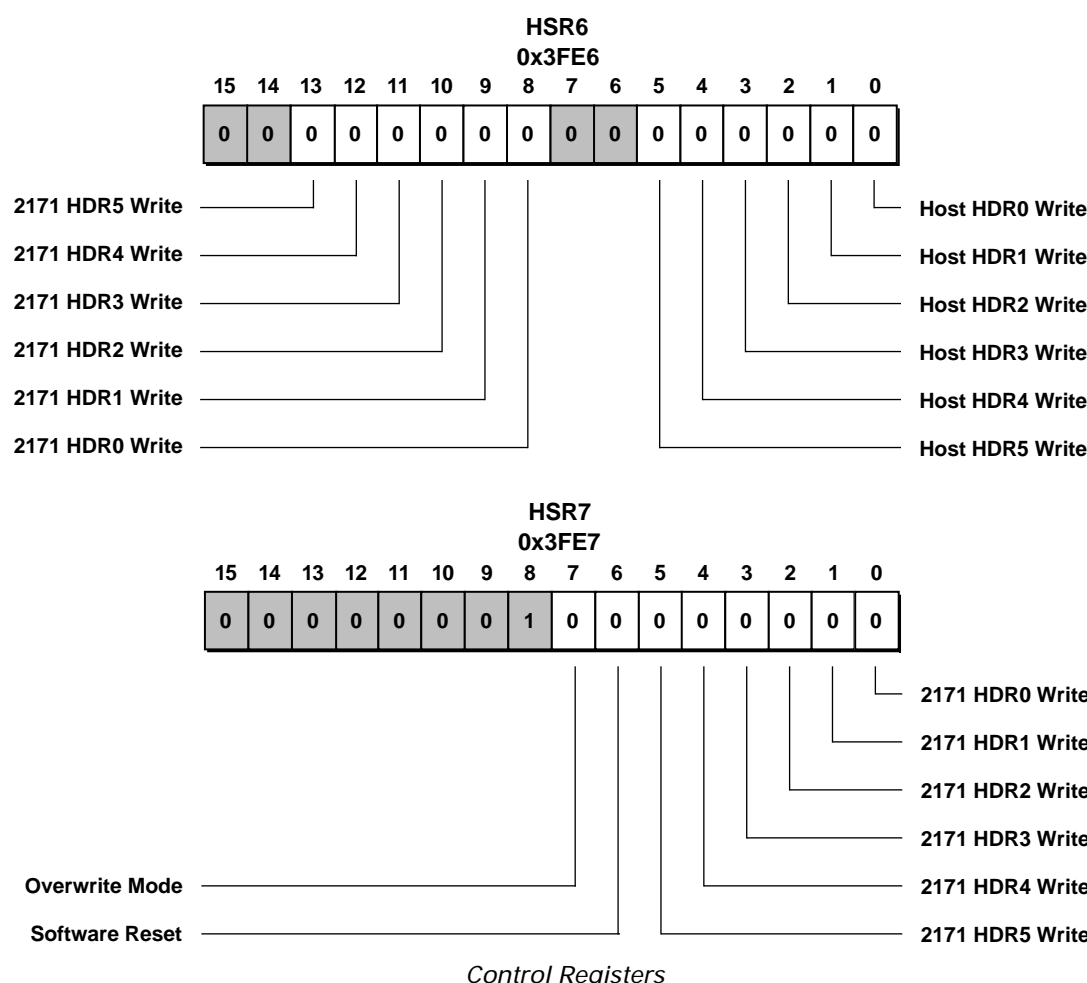 HSR6
0x3FE6
15 14 13 12 11 10 9 8 7 6 5 4 3 2 1 0
0 0 0 0 0 0 0 0 0 0 0 0 0 0 0 0
2171 HDR5 Write Host HDR0 Write
2171 HDR4 Write Host HDR1 Write
2171 HDR3 Write Host HDR2 Write
2171 HDR2 Write Host HDR3 Write
2171 HDR1 Write Host HDR4 Write
2171 HDR0 Write Host HDR5 Write
HSR7
0x3FE7
15 14 13 12 11 10 9 8 7 6 5 4 3 2 1 0
0 0 0 0 0 0 0 1 0 0 0 0 0 0 0 0
2171 HDR0 Write
2171 HDR1 Write
2171 HDR2 Write
2171 HDR3 Write
Overwrite Mode 2171 HDR4 Write
Software Reset 2171 HDR5 Write
Control Registers